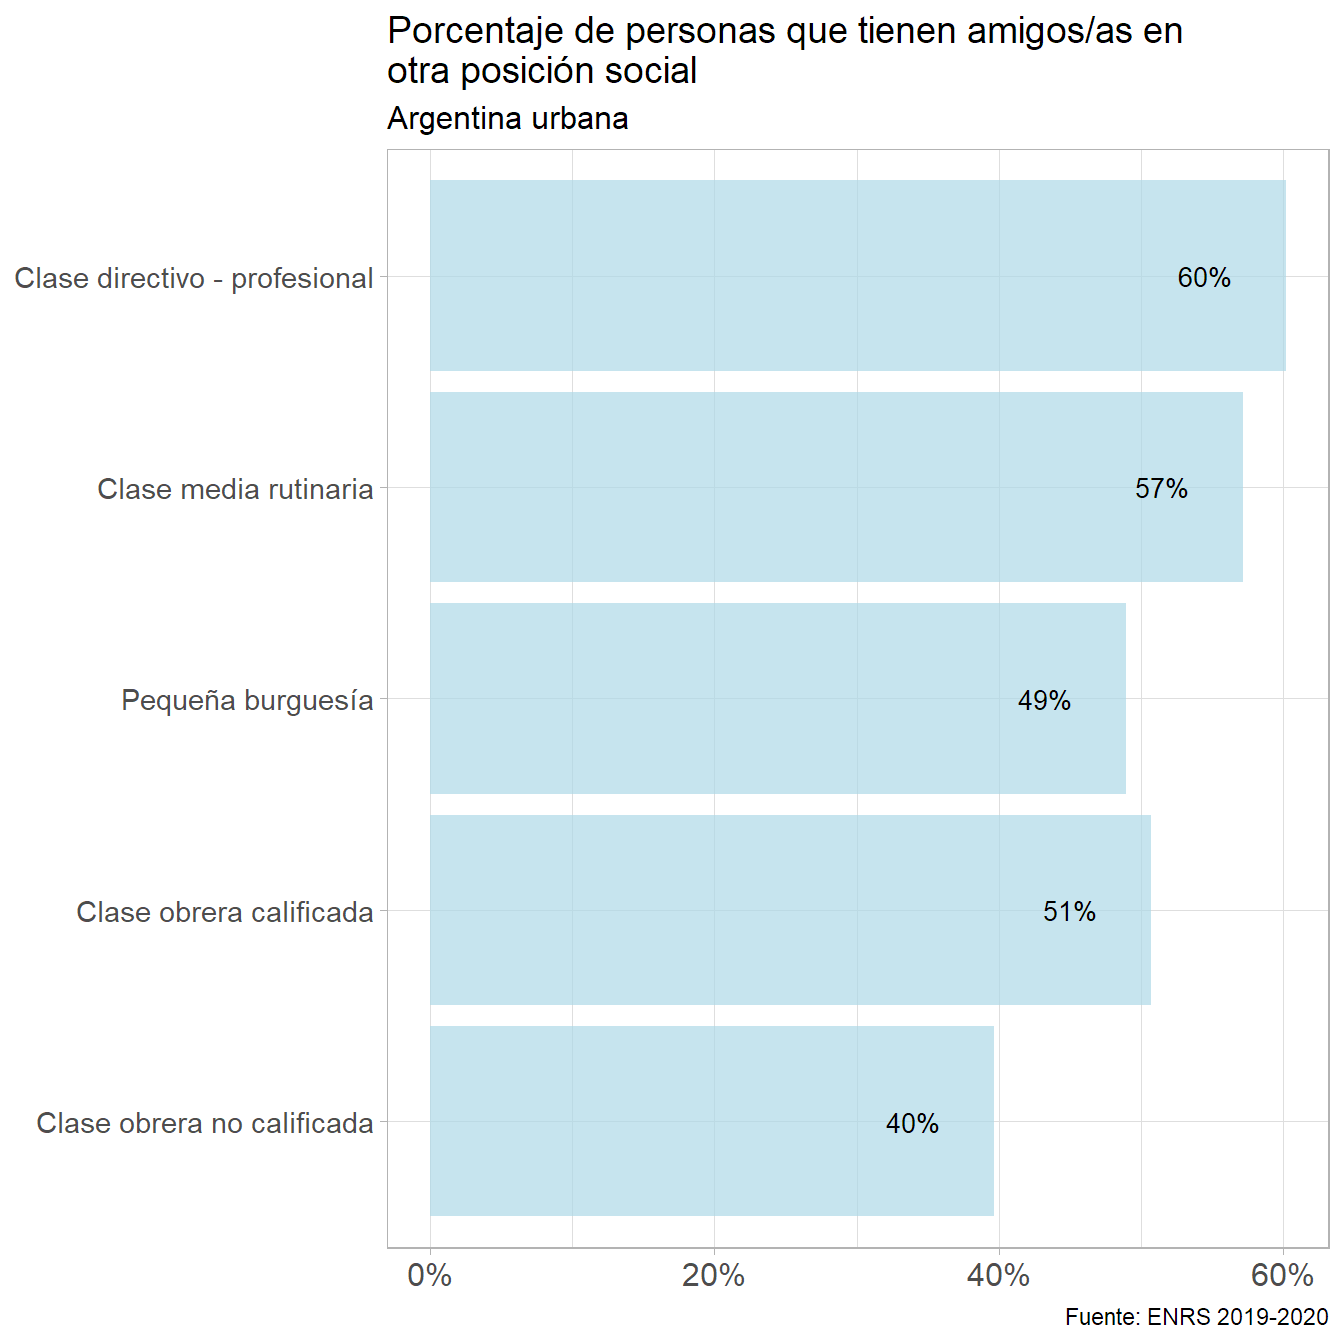 Porcentaje de personas que tienen amigos/as en
otra posición social
Argentina urbana
Clase directivo - profesional
60%
Clase media rutinaria
57%
Pequeña burguesía
49%
Clase obrera calificada
51%
Clase obrera no calificada
40%
0% 20% 40% 60%
Fuente: ENRS 2019-2020